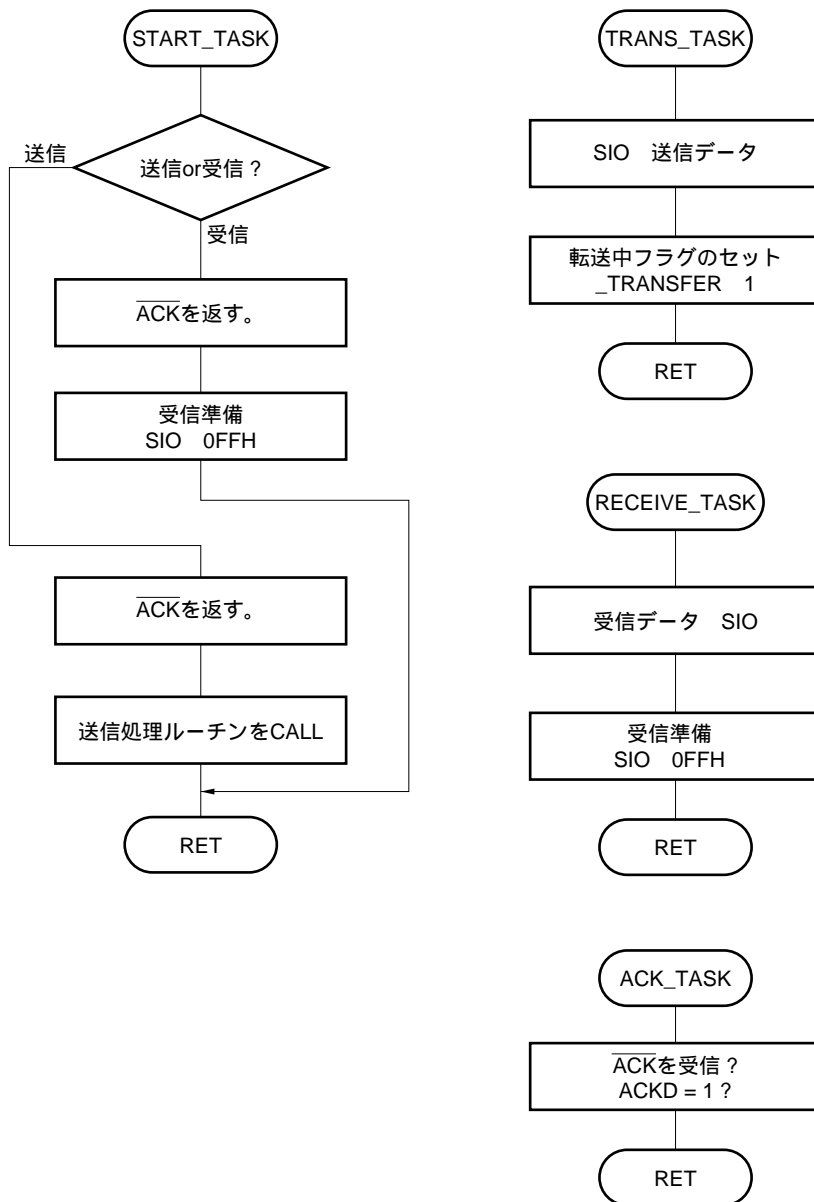 START_TASK
送信or受信？
送信
受信
ACKを返す。
受信準備
SIO 0FFH
ACKを返す。
送信処理ルーチンをCALL
RET
TRANS_TASK
SIO 送信データ
転送中フラグのセット
_TRANSFER 1
RET
RECEIVE_TASK
受信データ SIO
受信準備
SIO 0FFH
RET
ACK_TASK
ACKを受信？
ACKD = 1？
RET